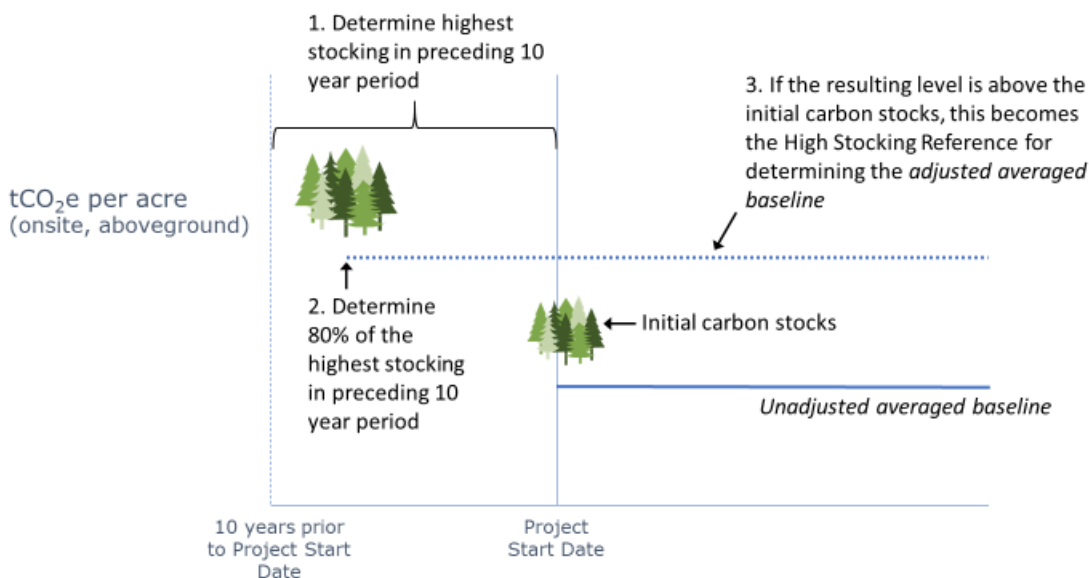 1. Determine highest
stocking in preceding 10
year period
3. If the resulting level is above the
initial carbon stocks, this becomes
the High Stocking Reference for
determining the adjusted averaged
baseline
tCO₂e per acre
(onsite, aboveground)
2. Determine
80% of the
highest stocking
in preceding 10
year period
Initial carbon stocks
Unadjusted averaged baseline
10 years prior
to Project Start
Date
Project
Start Date